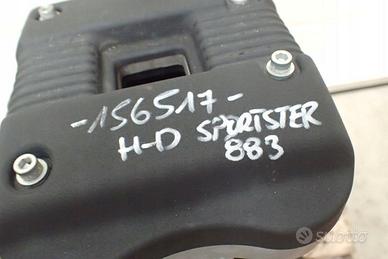 -156517-
H-D SPORTSTER
883
subito